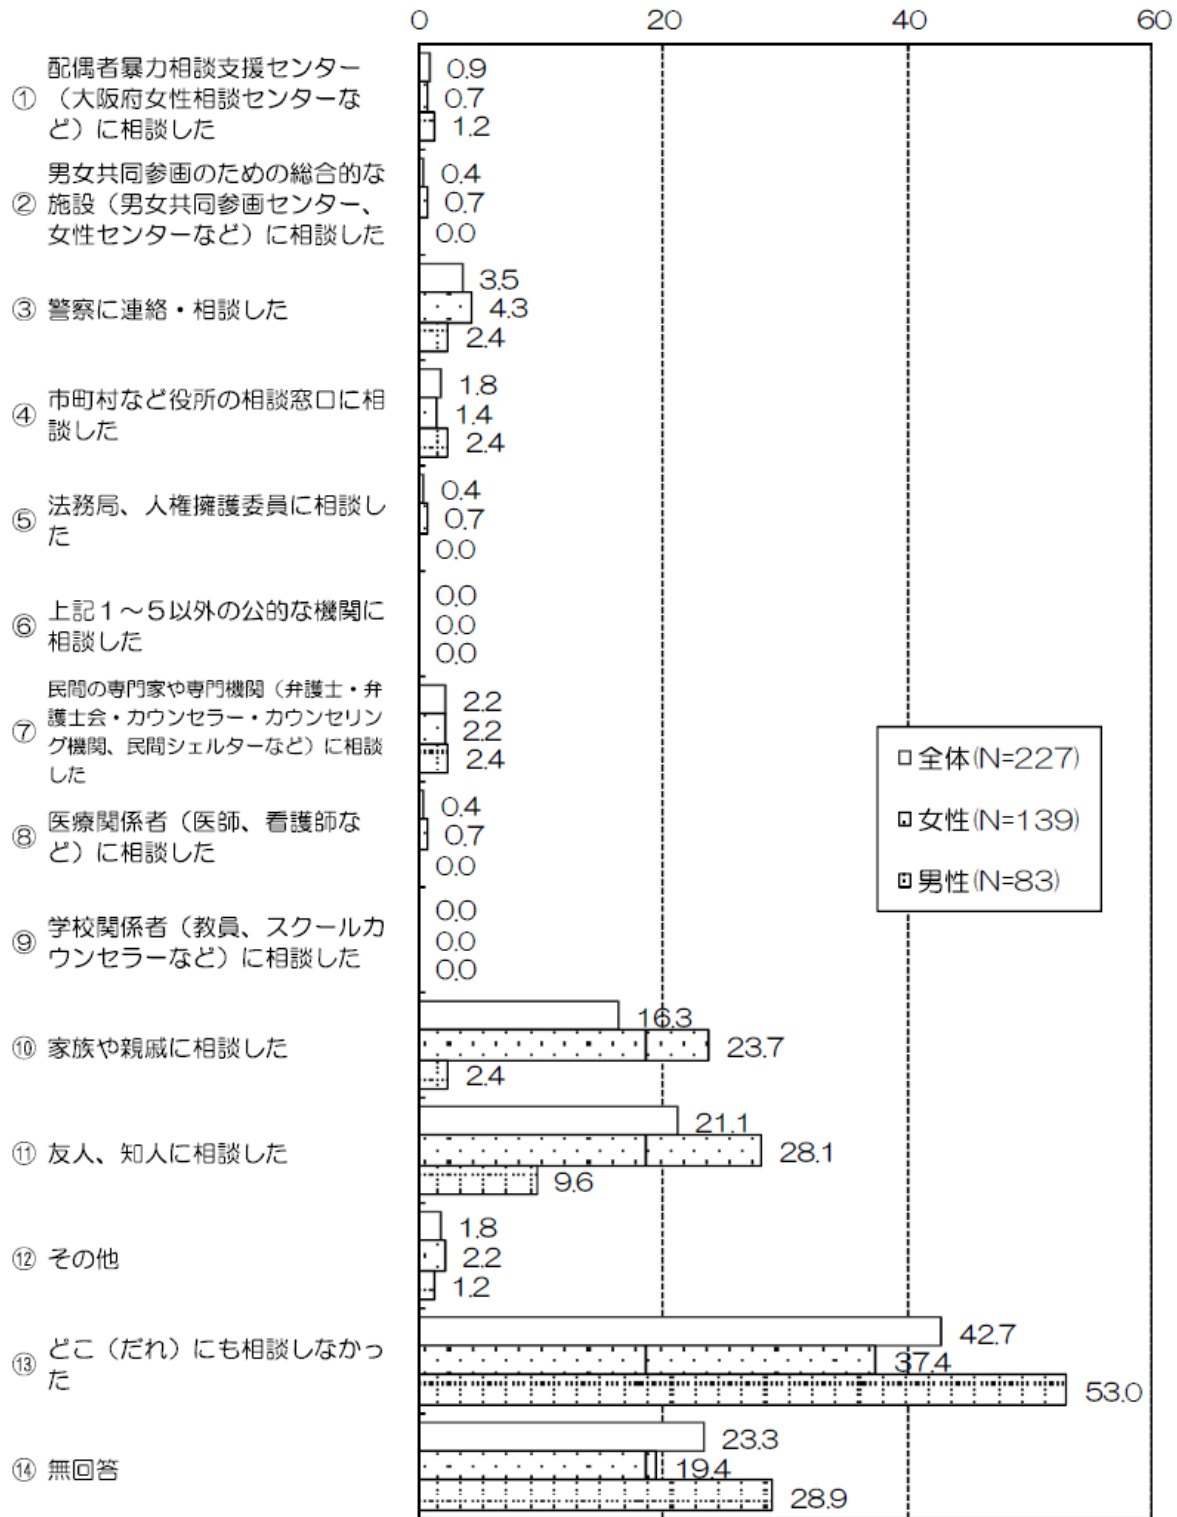 0 20 40 60
配偶者暴力相談支援センター
① （大阪府女性相談センターな
ど）に相談した
0.9
0.7
1.2
男女共同参画のための総合的な
② 施設（男女共同参画センター、
女性センターなど）に相談した
0.4
0.7
0.0
③ 警察に連絡・相談した
3.5
4.3
2.4
④ 市町村など役所の相談窓口に相
談した
1.8
1.4
2.4
⑤ 法務局、人権擁護委員に相談し
た
0.4
0.7
0.0
⑥ 上記１～５以外の公的な機関に
相談した
0.0
0.0
0.0
民間の専門家や専門機関（弁護士・弁
⑦ 護士会・カウンセラー・カウンセリン
グ機関、民間シェルターなど）に相談
した
2.2
2.2
2.4
⑧ 医療関係者（医師、看護師な
ど）に相談した
0.4
0.7
0.0
⑨ 学校関係者（教員、スクールカ
ウンセラーなど）に相談した
0.0
0.0
0.0
⑩ 家族や親戚に相談した
16.3
23.7
2.4
⑪ 友人、知人に相談した
21.1
28.1
9.6
⑫ その他
1.8
2.2
1.2
⑬ どこ（だれ）にも相談しなかっ
た
42.7
37.4
53.0
⑭ 無回答
23.3
19.4
28.9
全体(N=227)
女性(N=139)
男性(N=83)